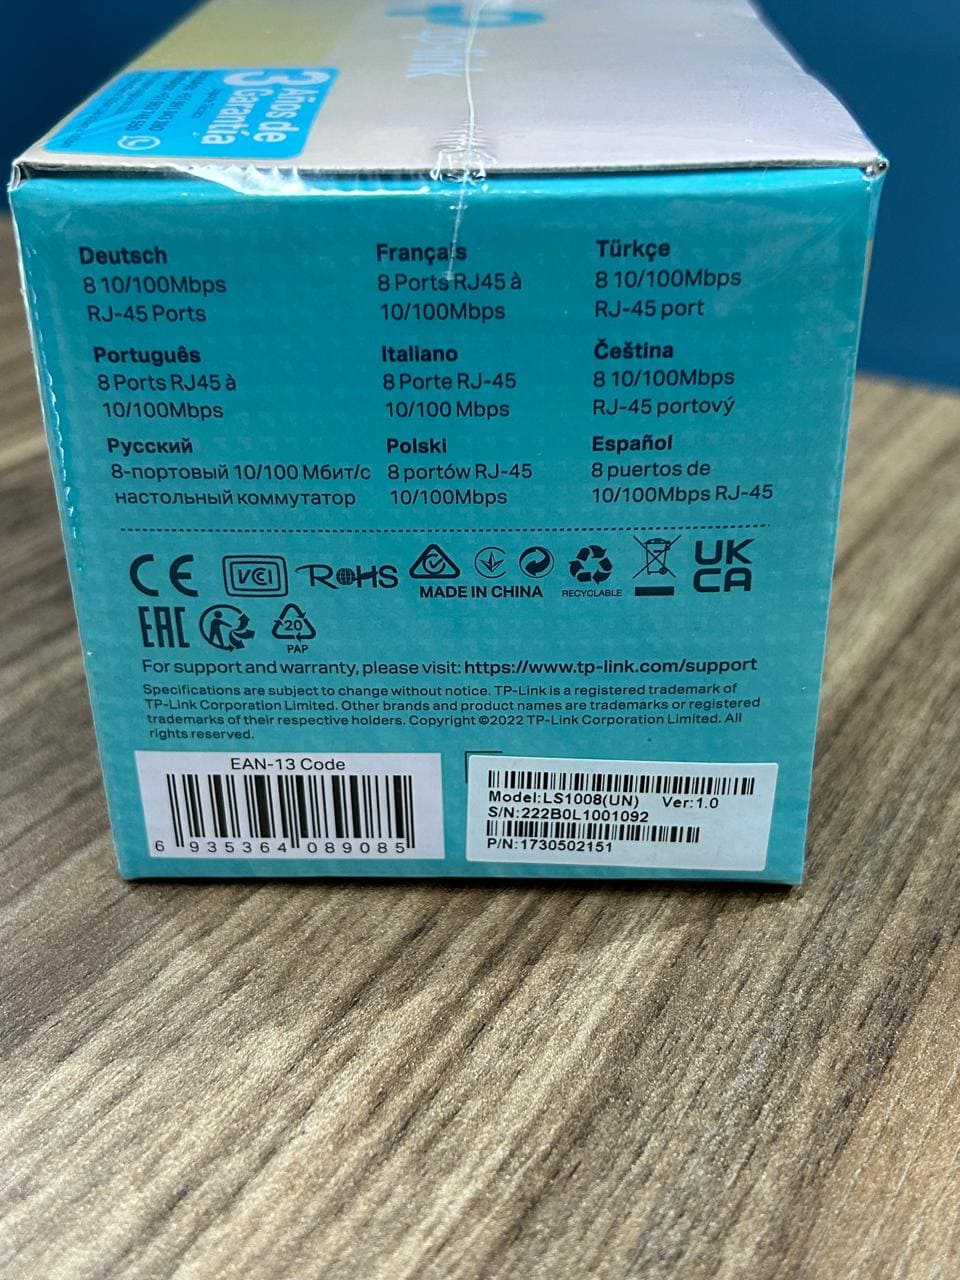 tp-link
3 Años de
Garantía
Deutsch
8 10/100Mbps
RJ-45 Ports
Français
8 Ports RJ45 à
10/100Mbps
Türkçe
8 10/100Mbps
RJ-45 port
Português
8 Ports RJ45 à
10/100Mbps
Italiano
8 Porte RJ-45
10/100 Mbps
Čeština
8 10/100Mbps
RJ-45 portový
Русский
8-портовый 10/100 Мбит/с
настольный коммутатор
Polski
8 portów RJ-45
10/100Mbps
Español
8 puertos de
10/100Mbps RJ-45
CE VCI RoHS UK
CA
MADE IN CHINA RECYCLABLE
EAC 20
PAP
For support and warranty, please visit: https://www.tp-link.com/support
Specifications are subject to change without notice. TP-Link is a registered trademark of
TP-Link Corporation Limited. Other brands and product names are trademarks or registered
trademarks of their respective holders. Copyright ©2022 TP-Link Corporation Limited. All
rights reserved.
EAN-13 Code
6 935364 089085
Model:LS1008(UN) Ver:1.0
S/N:222B0L1001092
P/N:1730502151